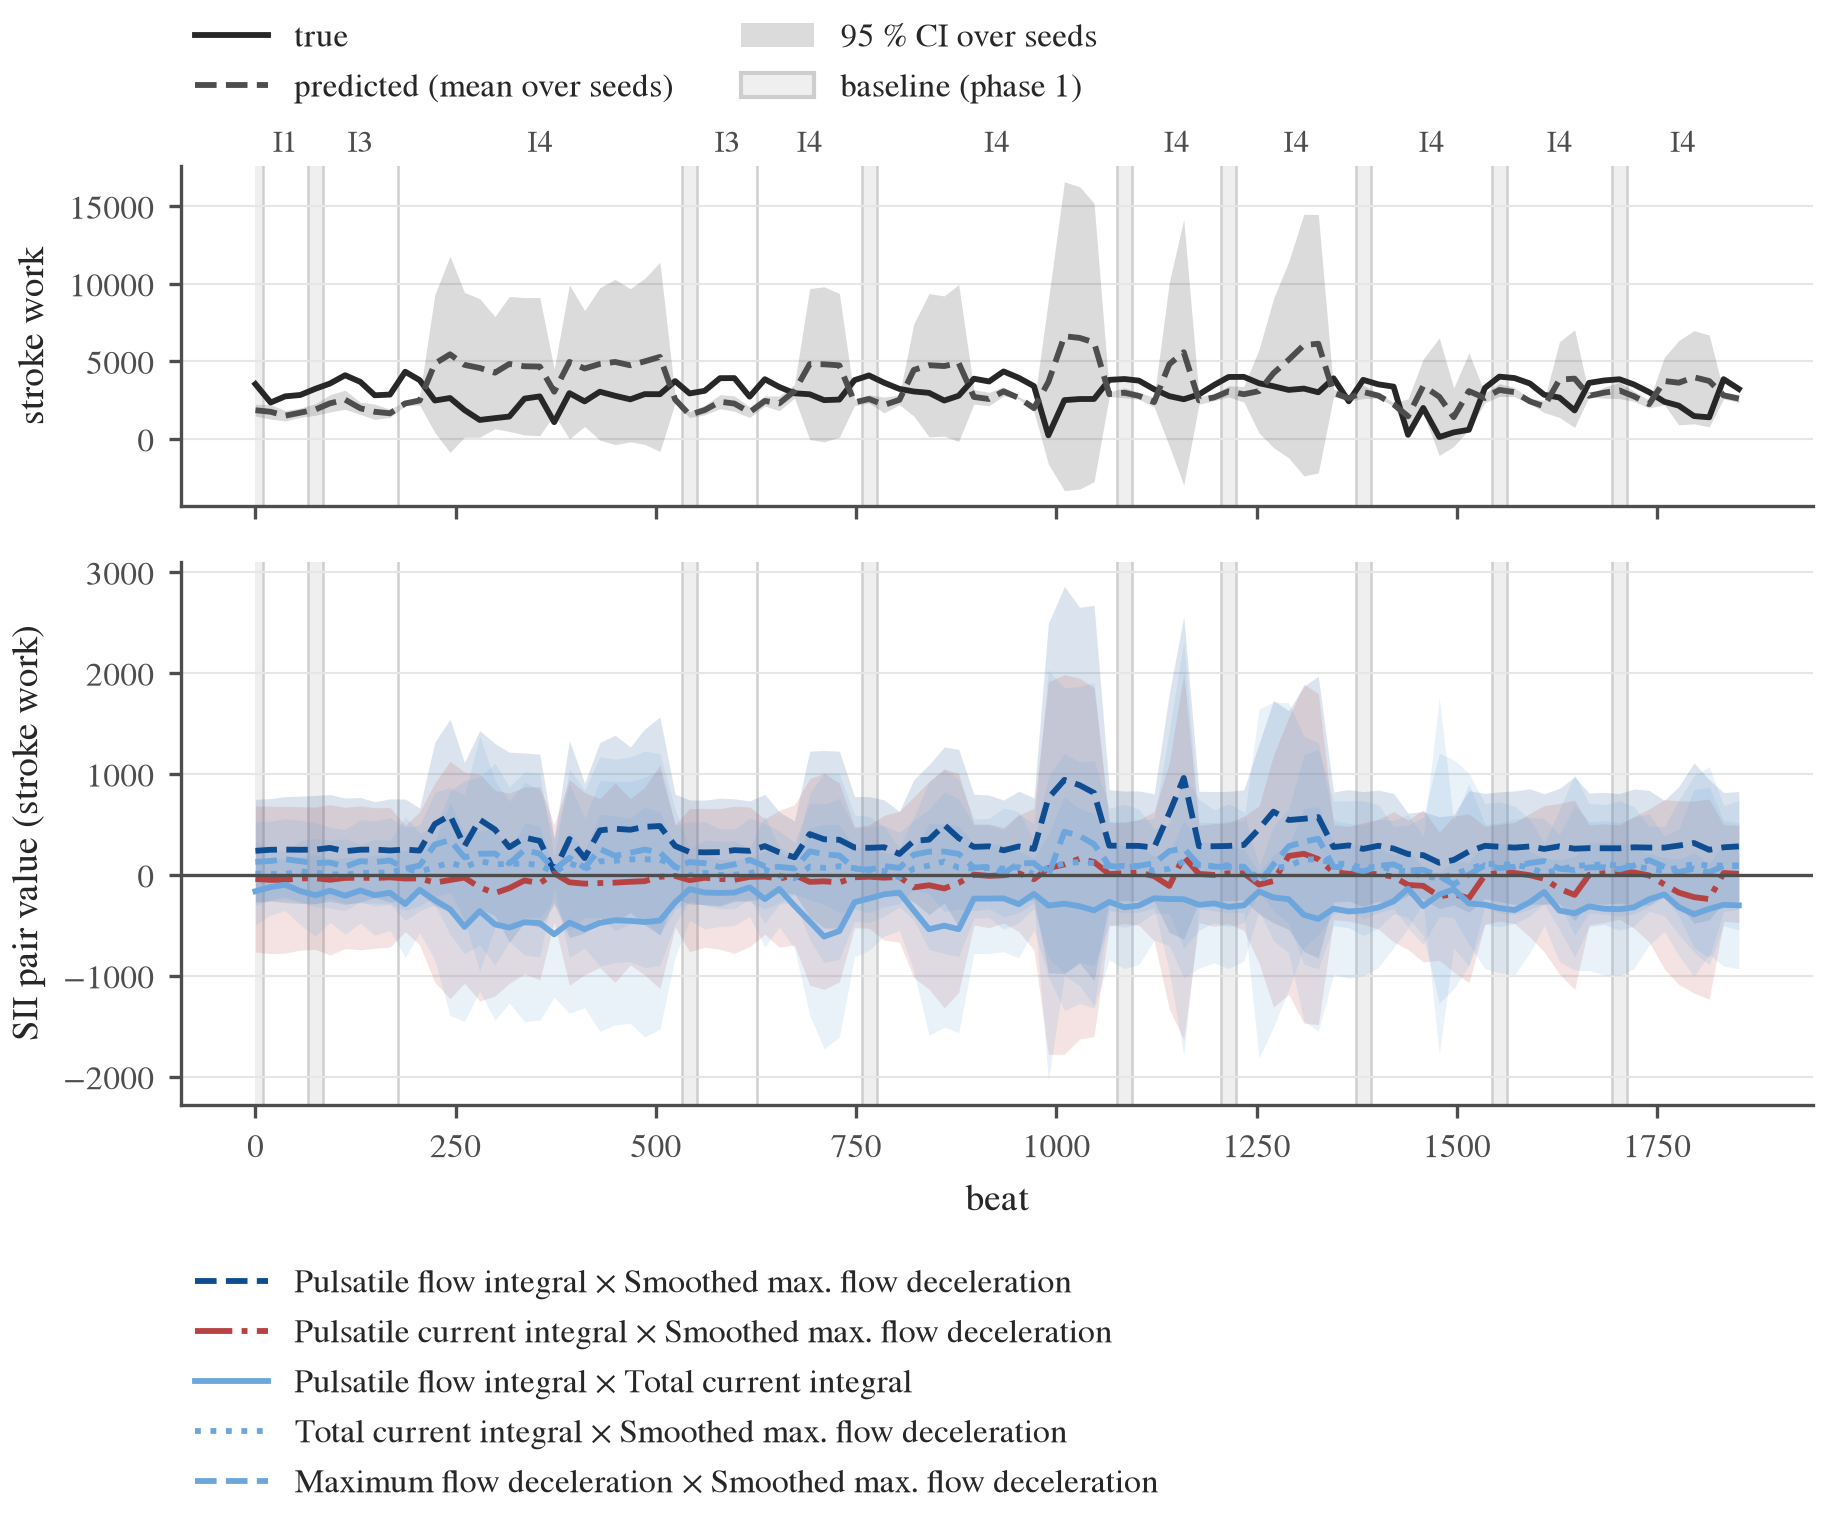 true
95 % CI over seeds
predicted (mean over seeds)
baseline (phase 1)
I1 I3 I4 I3 I4 I4 I4 I4 I4 I4 I4
15000
10000
5000
0
stroke work
3000
2000
1000
0
−1000
−2000
SII pair value (stroke work)
0 250 500 750 1000 1250 1500 1750
beat
Pulsatile flow integral × Smoothed max. flow deceleration
Pulsatile current integral × Smoothed max. flow deceleration
Pulsatile flow integral × Total current integral
Total current integral × Smoothed max. flow deceleration
Maximum flow deceleration × Smoothed max. flow deceleration